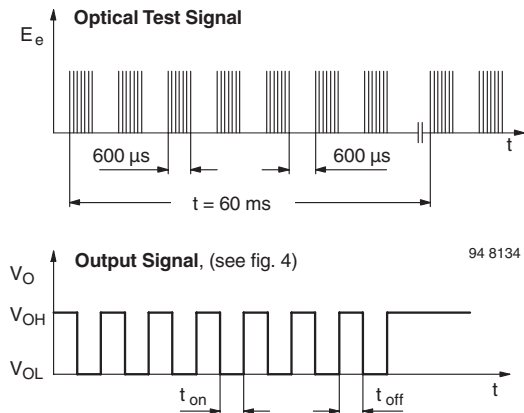 Optical Test Signal
E e
t
600 µs
600 µs
t = 60 ms
Output Signal, (see fig. 4)
94 8134
V O
V OH
V OL
t on
t off
t